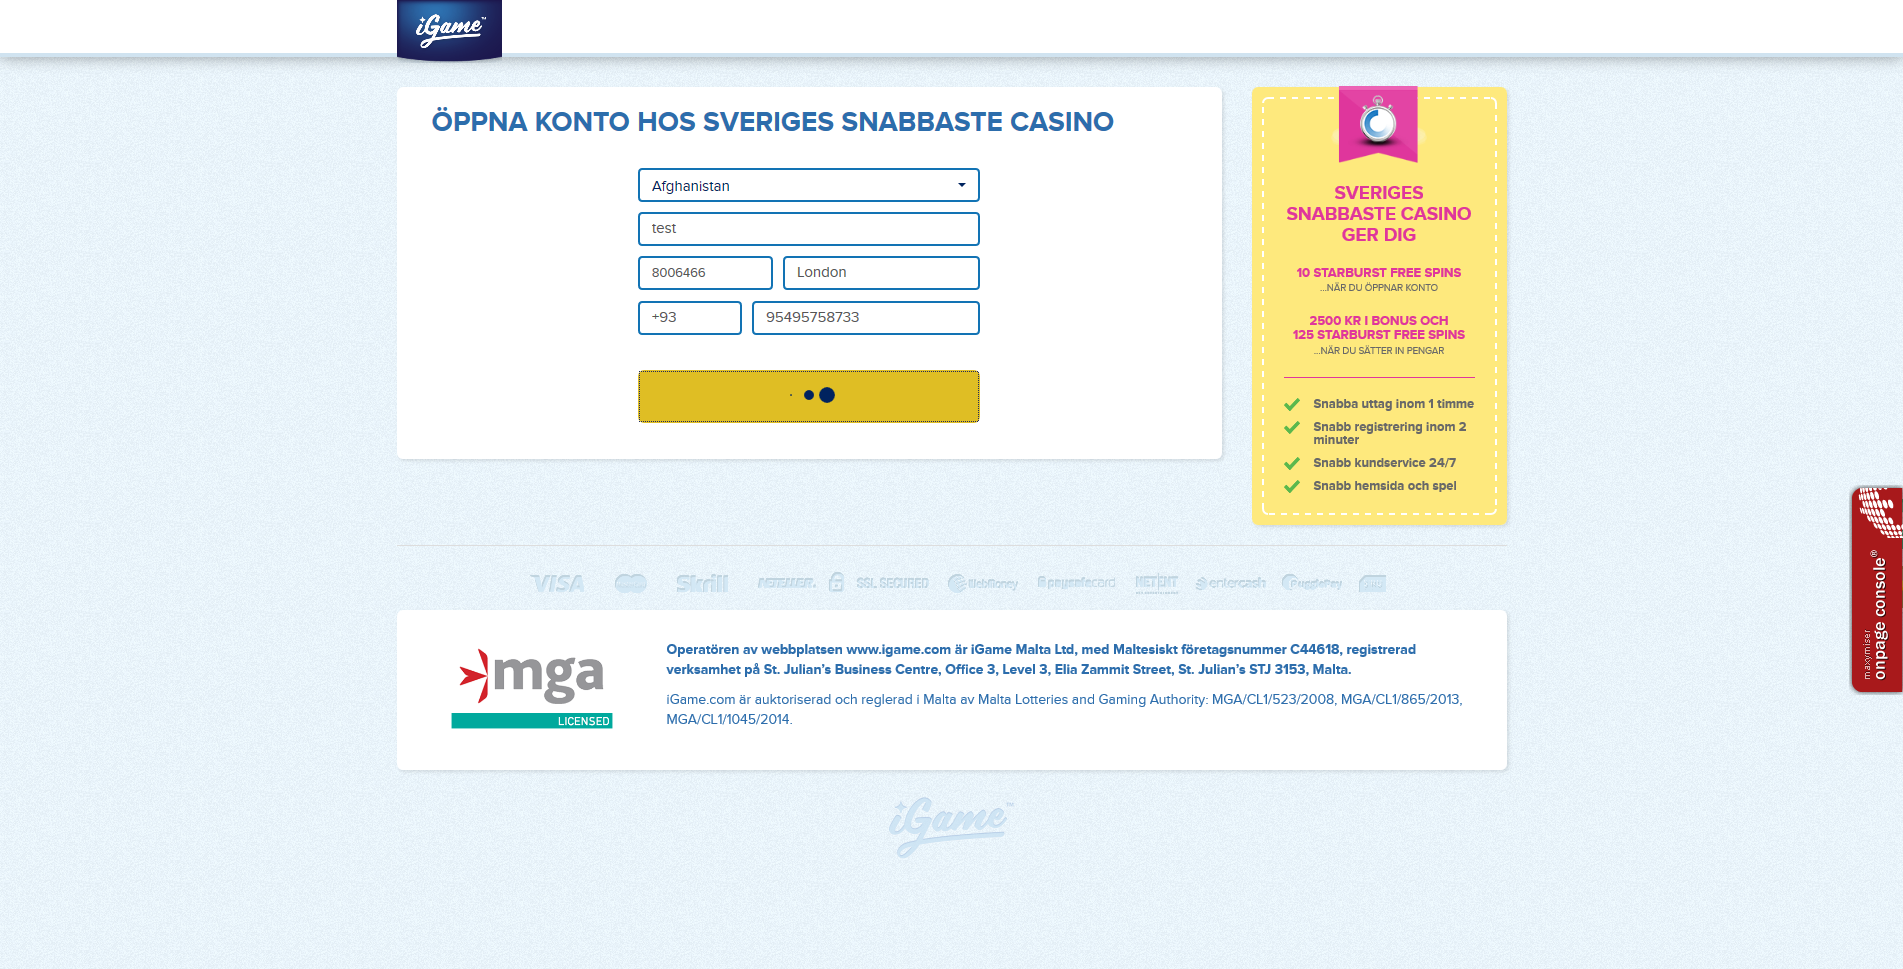 iGame™
ÖPPNA KONTO HOS SVERIGES SNABBASTE CASINO
Afghanistan
test
8006466
London
+93
95495758733
SVERIGES
SNABBASTE CASINO
GER DIG
10 STARBURST FREE SPINS
...NÄR DU ÖPPNAR KONTO
2500 KR I BONUS OCH
125 STARBURST FREE SPINS
...NÄR DU SÄTTER IN PENGAR
Snabba uttag inom 1 timme
Snabb registrering inom 2
minuter
Snabb kundservice 24/7
Snabb hemsida och spel
maxymiser
onpage console®
VISA
Skrill
NETELLER
SSL SECURED
WebMoney
paysafecard
NETENT
entercash
PugglePay
mga
LICENSED
Operatören av webbplatsen www.igame.com är iGame Malta Ltd, med Maltesiskt företagsnummer C44618, registrerad
verksamhet på St. Julian’s Business Centre, Office 3, Level 3, Elia Zammit Street, St. Julian’s STJ 3153, Malta.
iGame.com är auktoriserad och reglerad i Malta av Malta Lotteries and Gaming Authority: MGA/CL1/523/2008, MGA/CL1/865/2013,
MGA/CL1/1045/2014.
iGame™